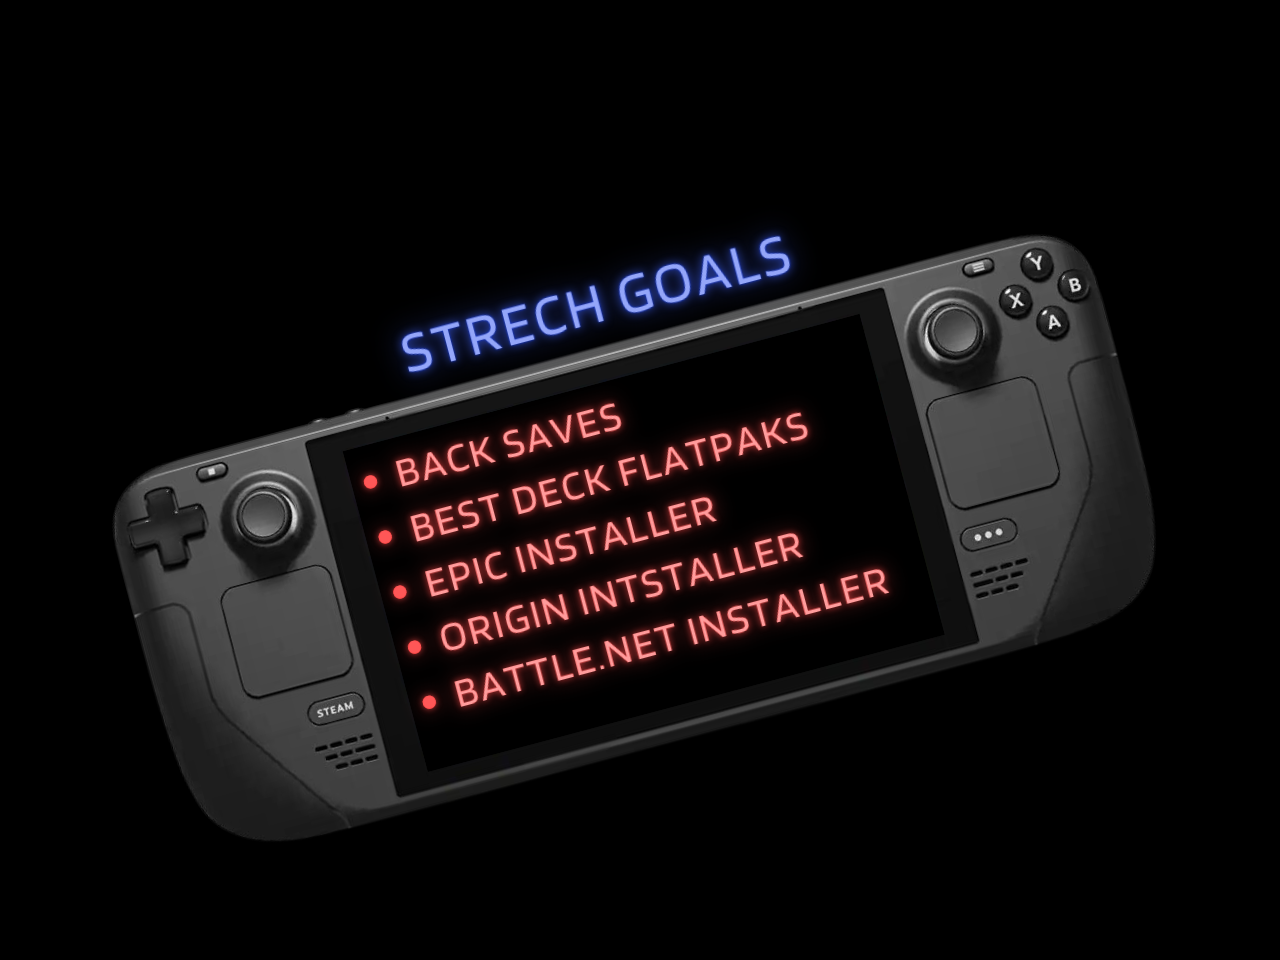 STRECH GOALS
BACK SAVES
BEST DECK FLATPAKS
EPIC INSTALLER
ORIGIN INTSTALLER
BATTLE.NET INSTALLER
Y
B
X
A
STEAM